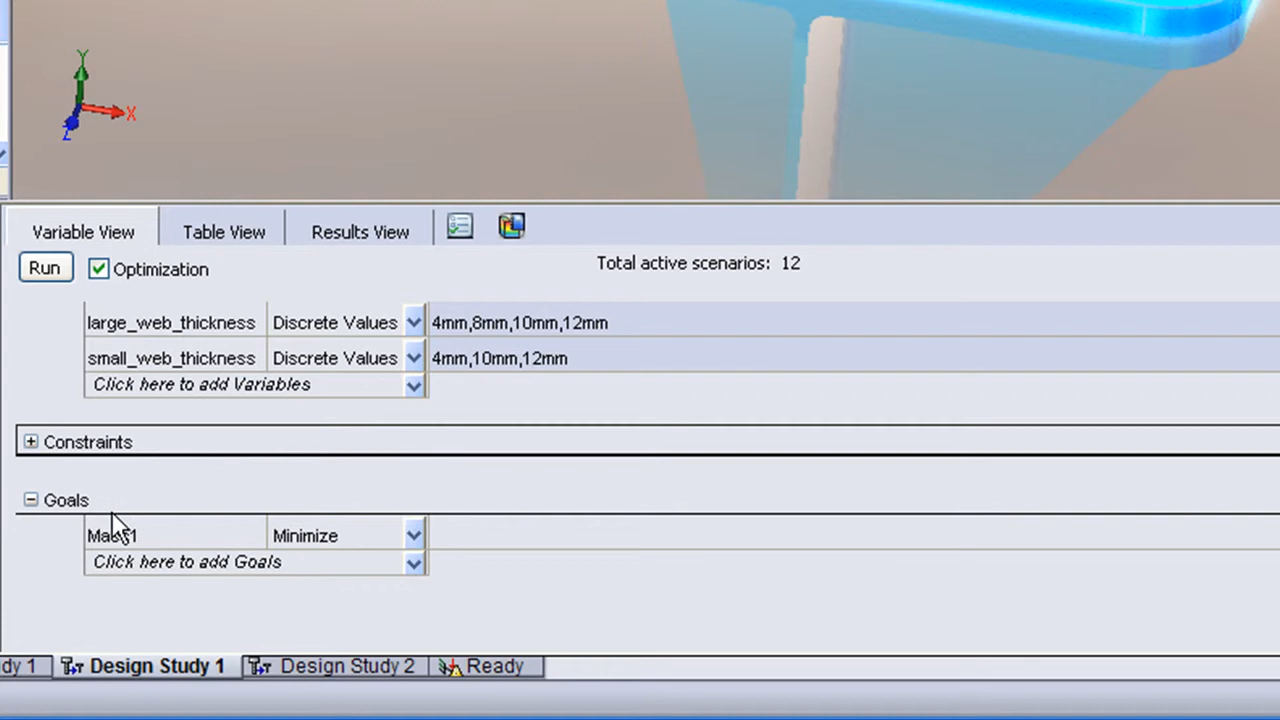 Y
X
Z
Variable View Table View Results View
Run Optimization Total active scenarios: 12
large_web_thickness Discrete Values 4mm,8mm,10mm,12mm
small_web_thickness Discrete Values 4mm,10mm,12mm
Click here to add Variables
Constraints
Goals
Minimize
Click here to add Goals
Design Study 1 Design Study 2 Ready